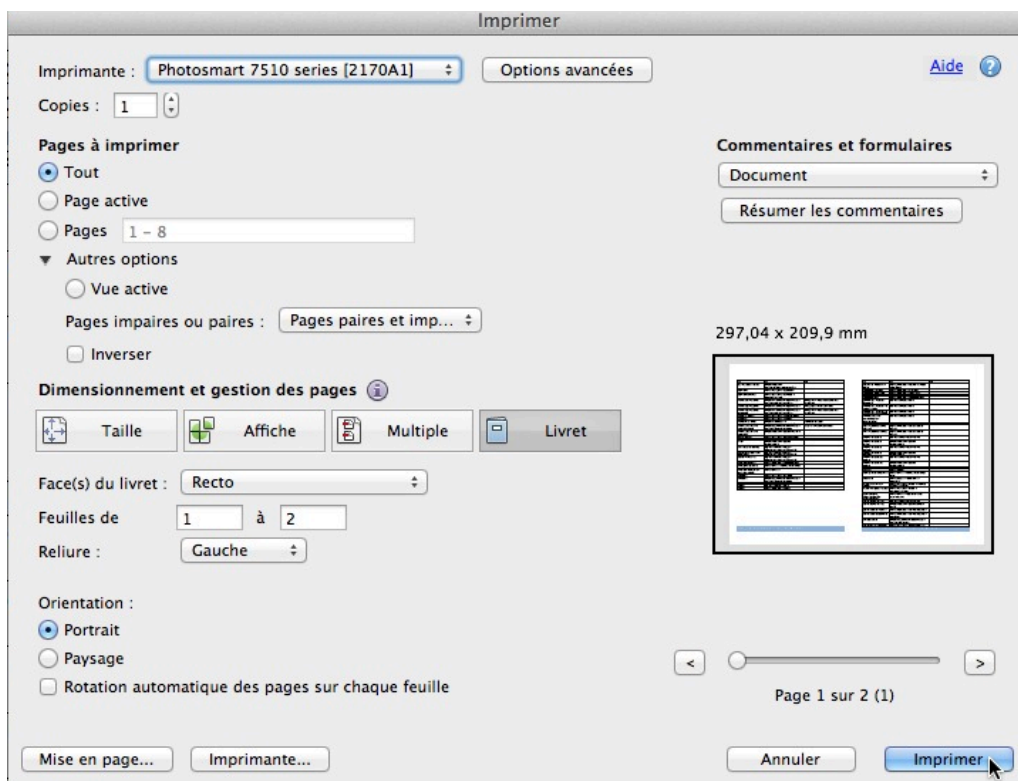 Imprimer
Imprimante : Photosmart 7510 series [2170A1] Options avancées Aide ?
Copies : 1
Pages à imprimer
Tout
Page active
Pages 1 – 8
Autres options
Vue active
Pages impaires ou paires : Pages paires et imp...
Inverser
Dimensionnement et gestion des pages i
Taille Affiche Multiple Livret
Face(s) du livret : Recto
Feuilles de 1 à 2
Reliure : Gauche
Orientation :
Portrait
Paysage
Rotation automatique des pages sur chaque feuille
Commentaires et formulaires
Document
Résumer les commentaires
297,04 x 209,9 mm
< >
Page 1 sur 2 (1)
Mise en page... Imprimante... Annuler Imprimer